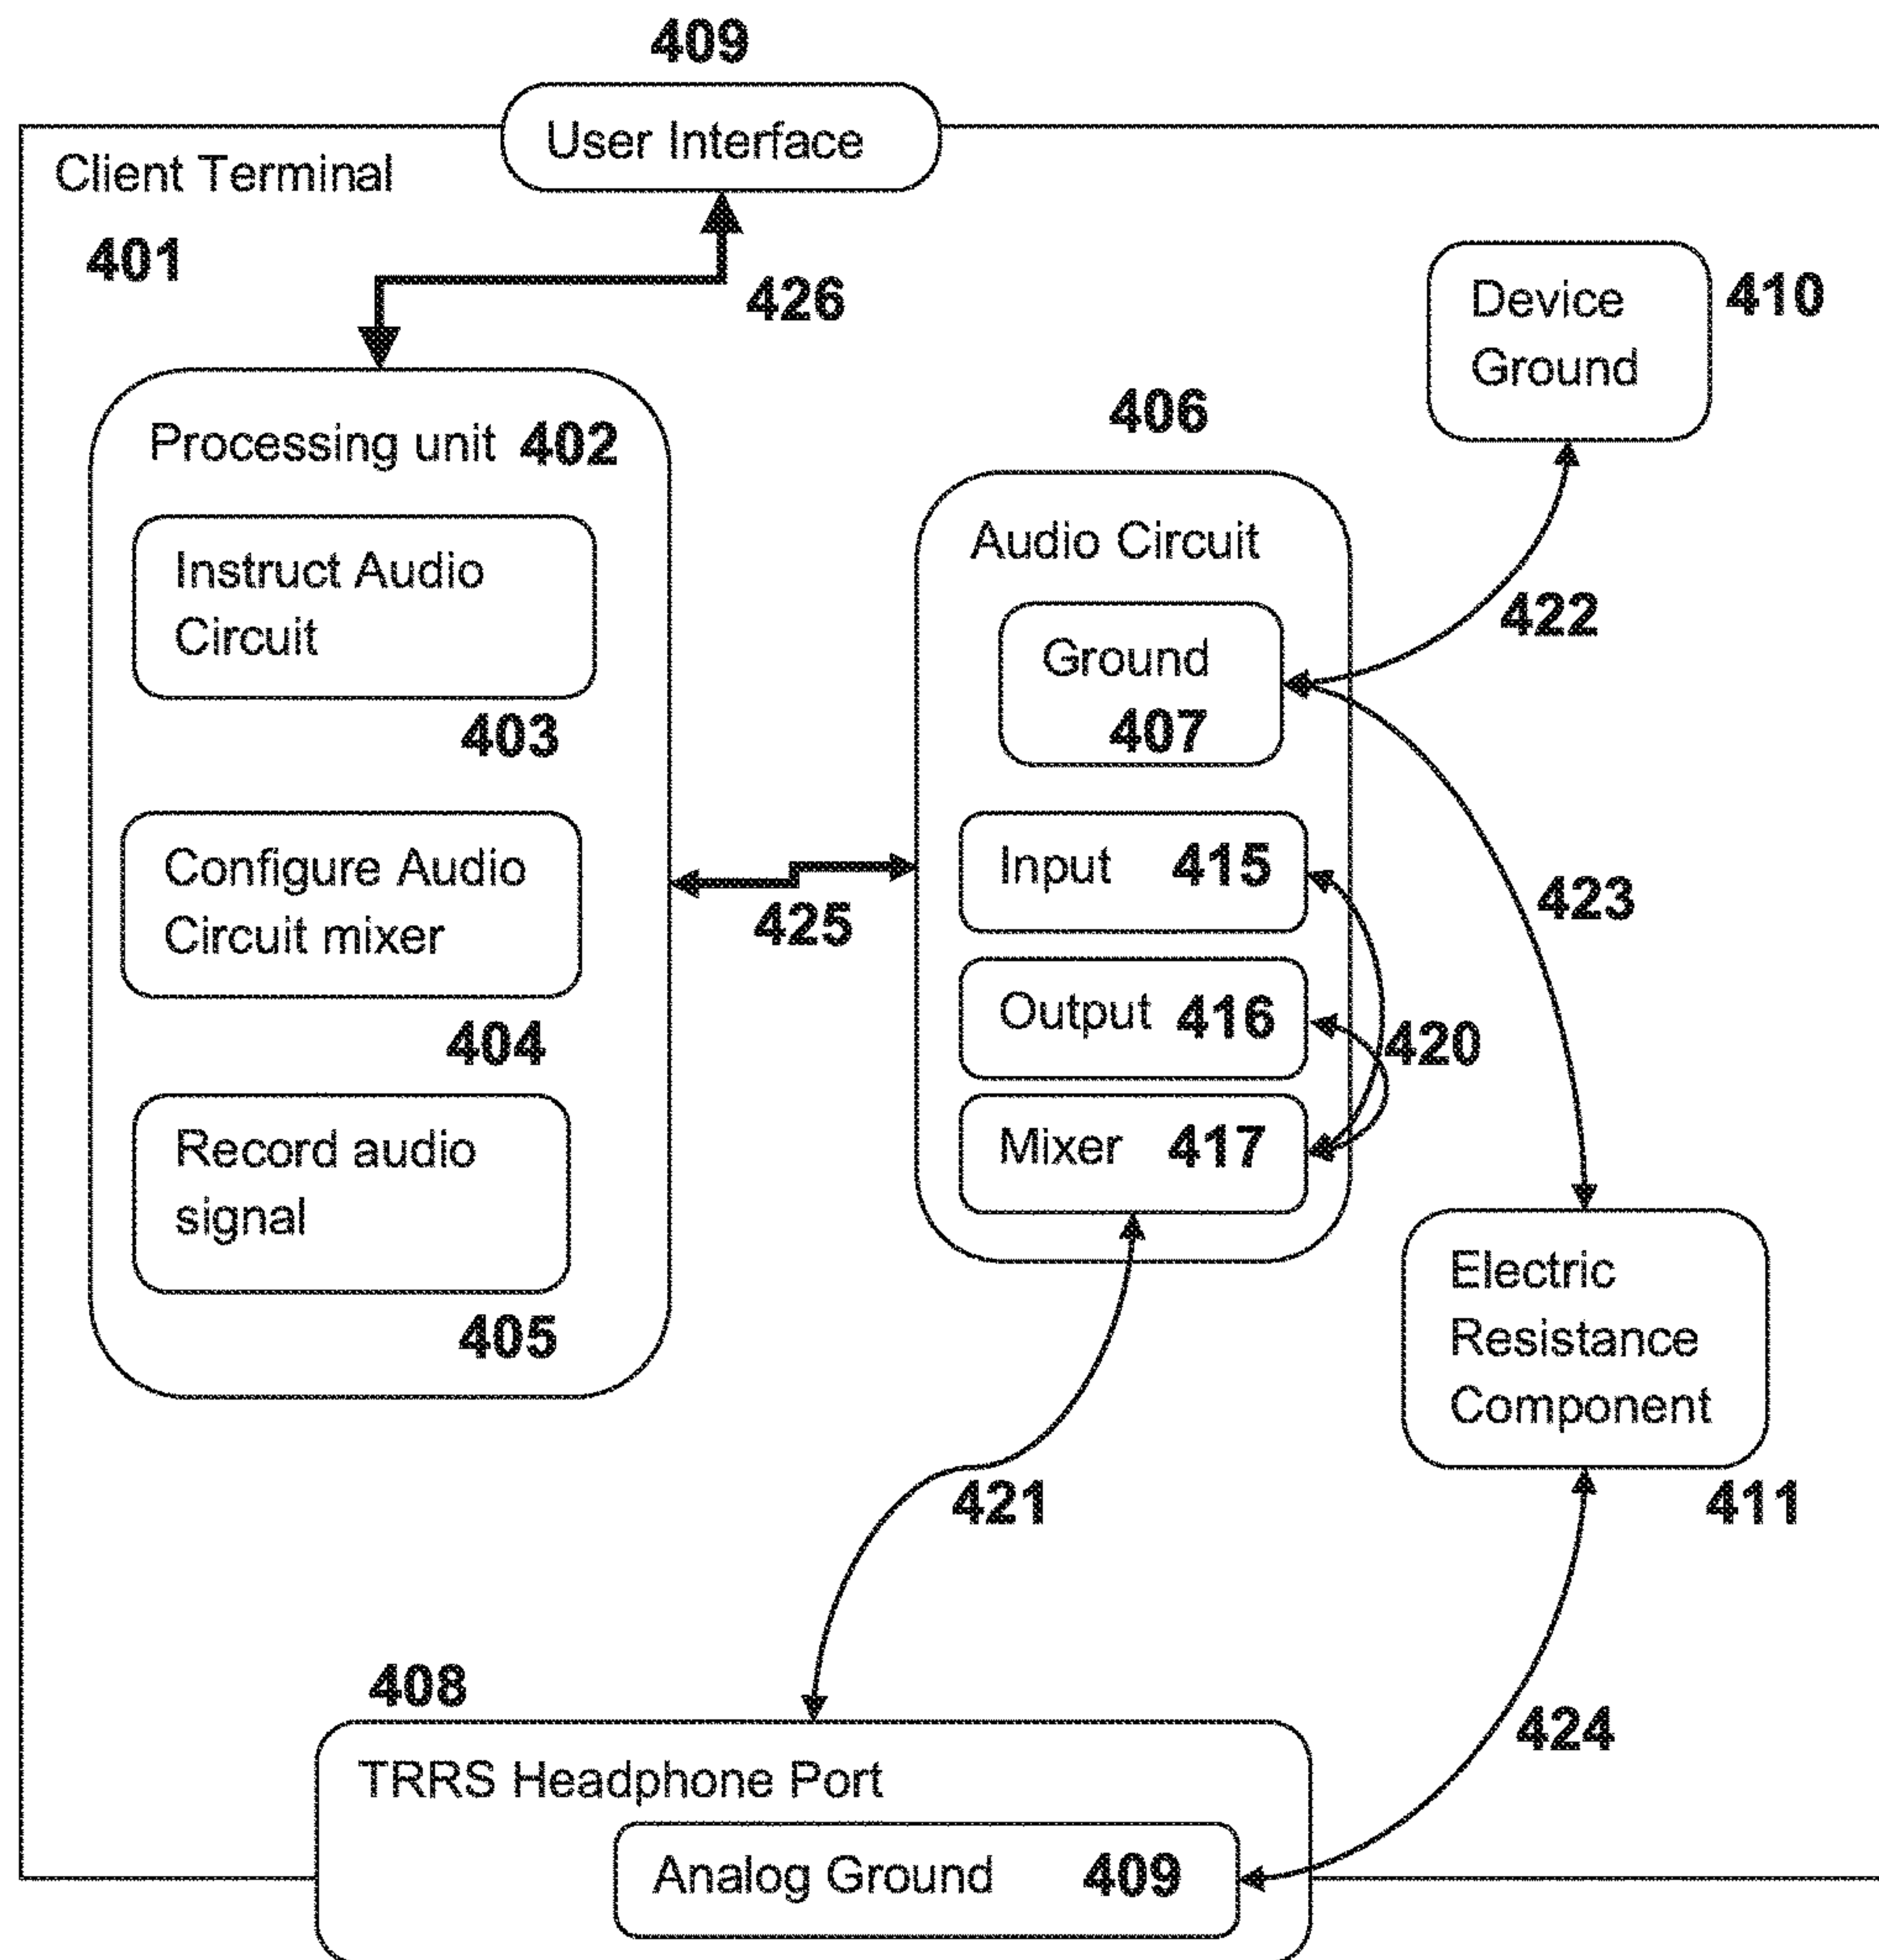 409
User Interface
Client Terminal
401
426
Device
Ground
410
Processing unit 402
406
Instruct Audio
Circuit
403
Audio Circuit
Ground
407
422
Configure Audio
Circuit mixer
404
425
Input 415
423
Output 416
420
Mixer 417
Record audio
signal
405
Electric
Resistance
Component
411
421
408
424
TRRS Headphone Port
Analog Ground 409